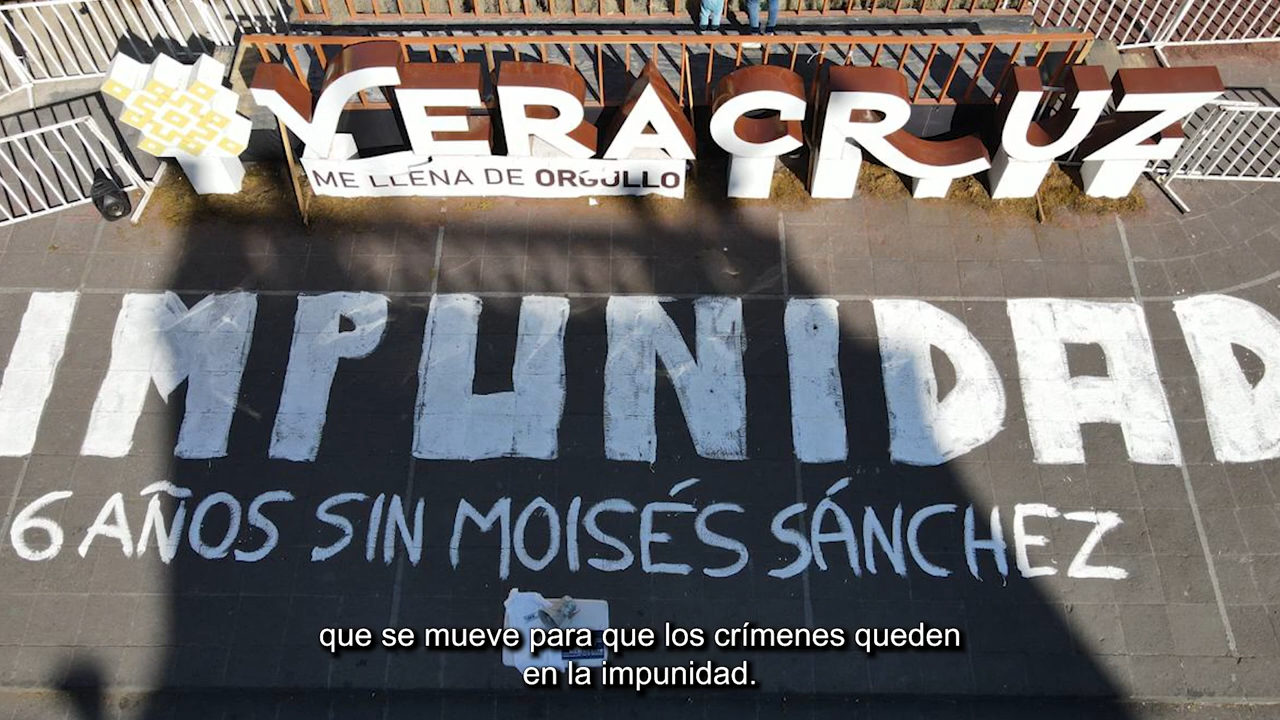 VERACRUZ
ME LLENA DE ORGULLO
IMPUNIDAD
6 AÑOS SIN MOISÉS SÁNCHEZ
que se mueve para que los crímenes queden
en la impunidad.